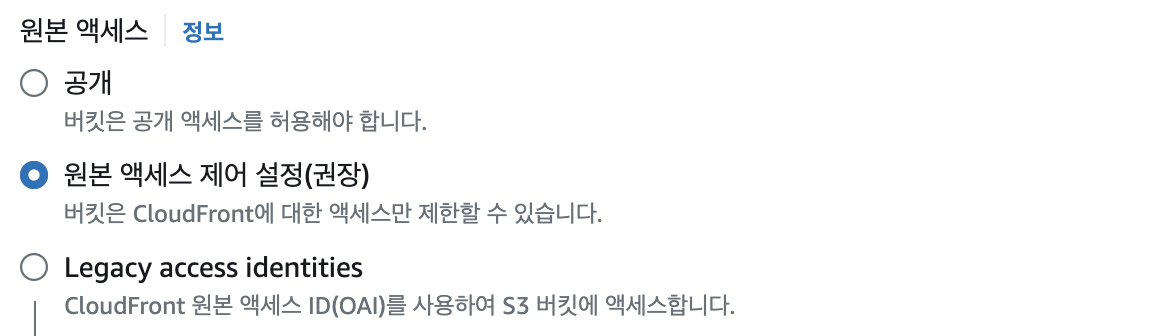 원본 액세스 정보
공개
버킷은 공개 액세스를 허용해야 합니다.
원본 액세스 제어 설정(권장)
버킷은 CloudFront에 대한 액세스만 제한할 수 있습니다.
Legacy access identities
CloudFront 원본 액세스 ID(OAI)를 사용하여 S3 버킷에 액세스합니다.